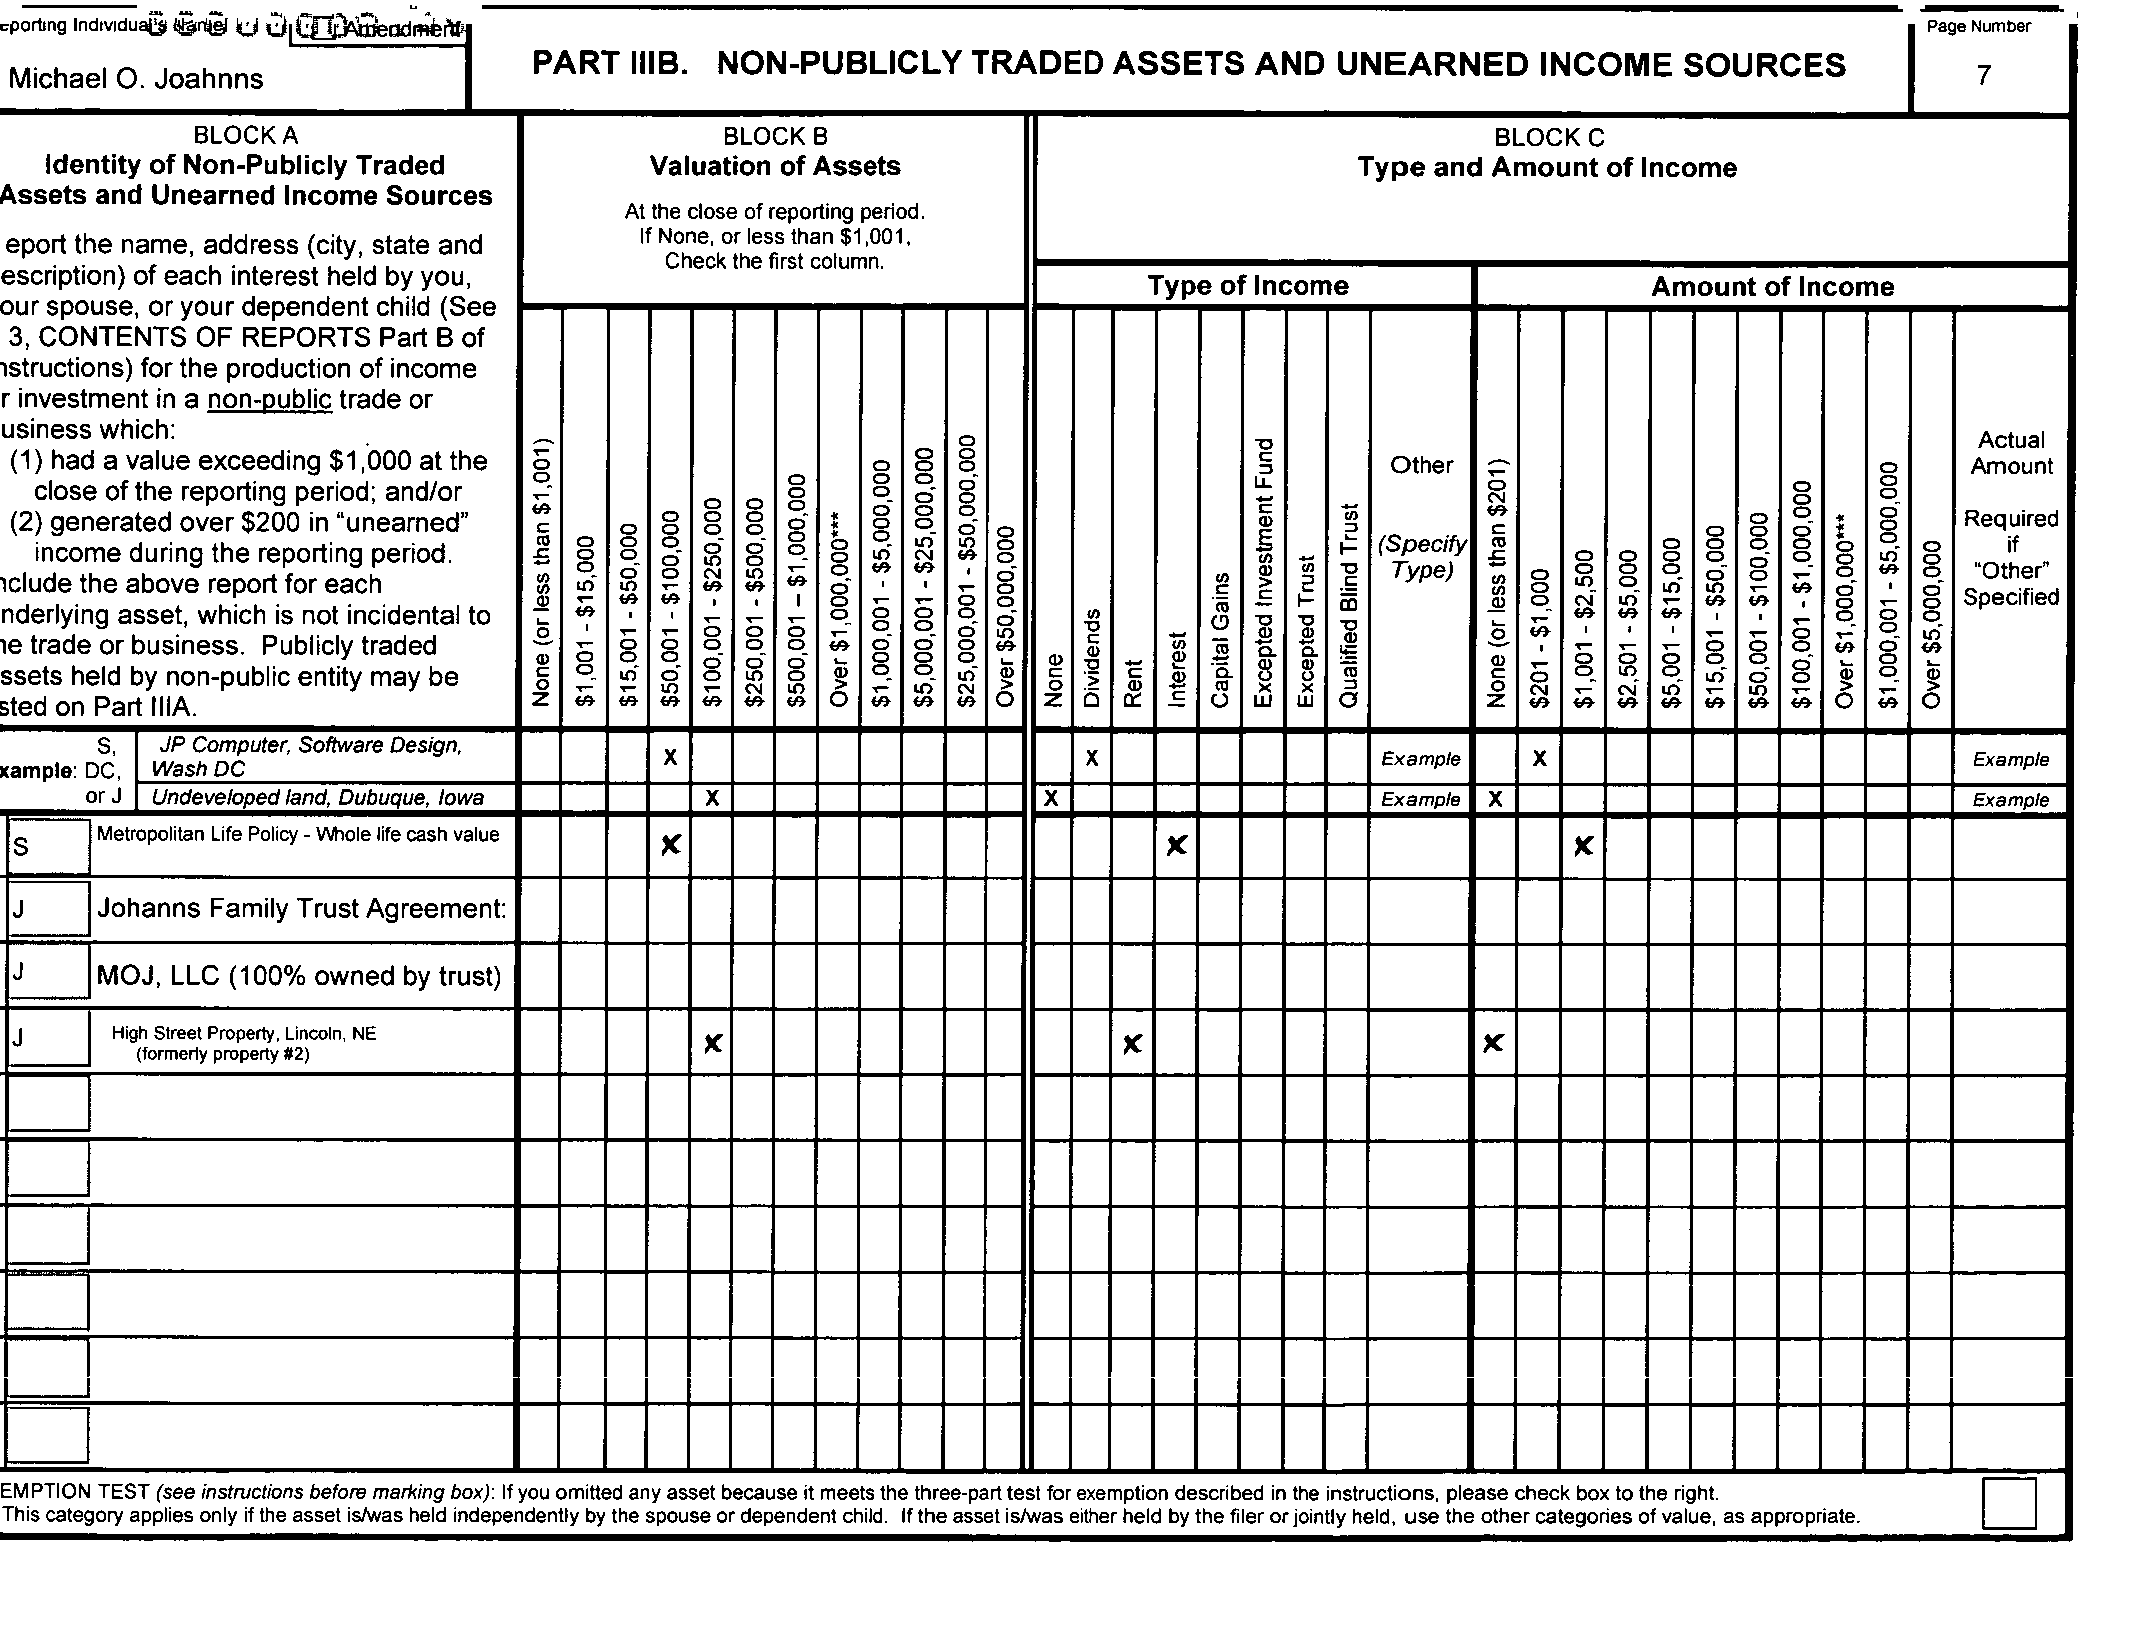 eporting Individual's Name
Amendment
Michael O. Joahnns
PART IIIB. NON-PUBLICLY TRADED ASSETS AND UNEARNED INCOME SOURCES
Page Number
7
BLOCK A
Identity of Non-Publicly Traded
Assets and Unearned Income Sources
eport the name, address (city, state and
escription) of each interest held by you,
our spouse, or your dependent child (See
3, CONTENTS OF REPORTS Part B of
nstructions) for the production of income
r investment in a non-public trade or
usiness which:
(1) had a value exceeding $1,000 at the
close of the reporting period; and/or
(2) generated over $200 in "unearned"
income during the reporting period.
nclude the above report for each
nderlying asset, which is not incidental to
he trade or business. Publicly traded
ssets held by non-public entity may be
sted on Part IIIA.
BLOCK B
Valuation of Assets
At the close of reporting period.
If None, or less than $1,001,
Check the first column.
None (or less than $1,001)
$1,001 - $15,000
$15,001 - $50,000
$50,001 - $100,000
$100,001 - $250,000
$250,001 - $500,000
$500,001 – $1,000,000
Over $1,000,000***
$1,000,001 - $5,000,000
$5,000,001 - $25,000,000
$25,000,001 - $50,000,000
Over $50,000,000
BLOCK C
Type and Amount of Income
Type of Income
None
Dividends
Rent
Interest
Capital Gains
Excepted Investment Fund
Excepted Trust
Qualified Blind Trust
Other
(Specify
Type)
Amount of Income
None (or less than $201)
$201 - $1,000
$1,001 - $2,500
$2,501 - $5,000
$5,001 - $15,000
$15,001 - $50,000
$50,001 - $100,000
$100,001 - $1,000,000
Over $1,000,000***
$1,000,001 - $5,000,000
Over $5,000,000
Actual
Amount
Required
if
"Other"
Specified
xample:
S,
DC,
or J
JP Computer, Software Design,
Wash DC
X X Example X Example
Undeveloped land, Dubuque, Iowa X X Example X Example
S Metropolitan Life Policy - Whole life cash value X X X
J Johanns Family Trust Agreement:
J MOJ, LLC (100% owned by trust)
J High Street Property, Lincoln, NE X X X
(formerly property #2)
EMPTION TEST (see instructions before marking box): If you omitted any asset because it meets the three-part test for exemption described in the instructions, please check box to the right.
This category applies only if the asset is/was held independently by the spouse or dependent child. If the asset is/was either held by the filer or jointly held, use the other categories of value, as appropriate.